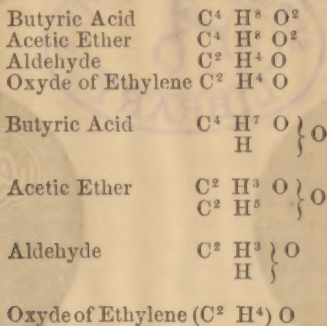 Butyric Acid C⁴ H⁸ O²
Acetic Ether C⁴ H⁸ O²
Aldehyde C² H⁴ O
Oxyde of Ethylene C² H⁴ O
Butyric Acid C⁴ H⁷ O } O
H
Acetic Ether C² H³ O } O
C² H⁵
Aldehyde C² H³ } O
H
Oxyde of Ethylene (C² H⁴) O